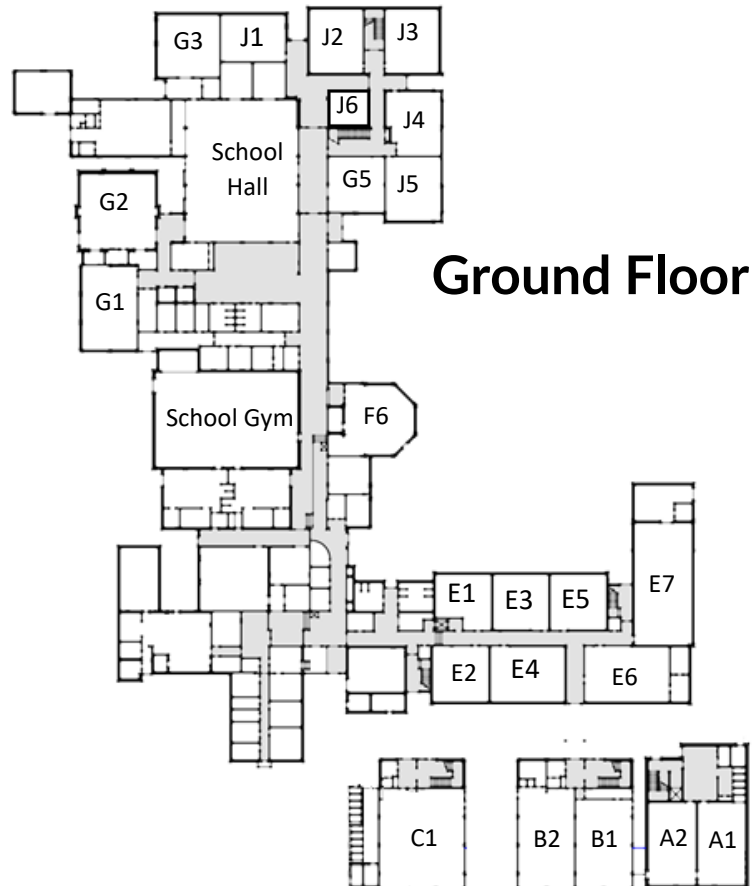 G3
J1
J2
J3
J6
J4
School
Hall
G5
J5
G2
Ground Floor
G1
School Gym
F6
E1
E3
E5
E7
E2
E4
E6
C1
B2
B1
A2
A1